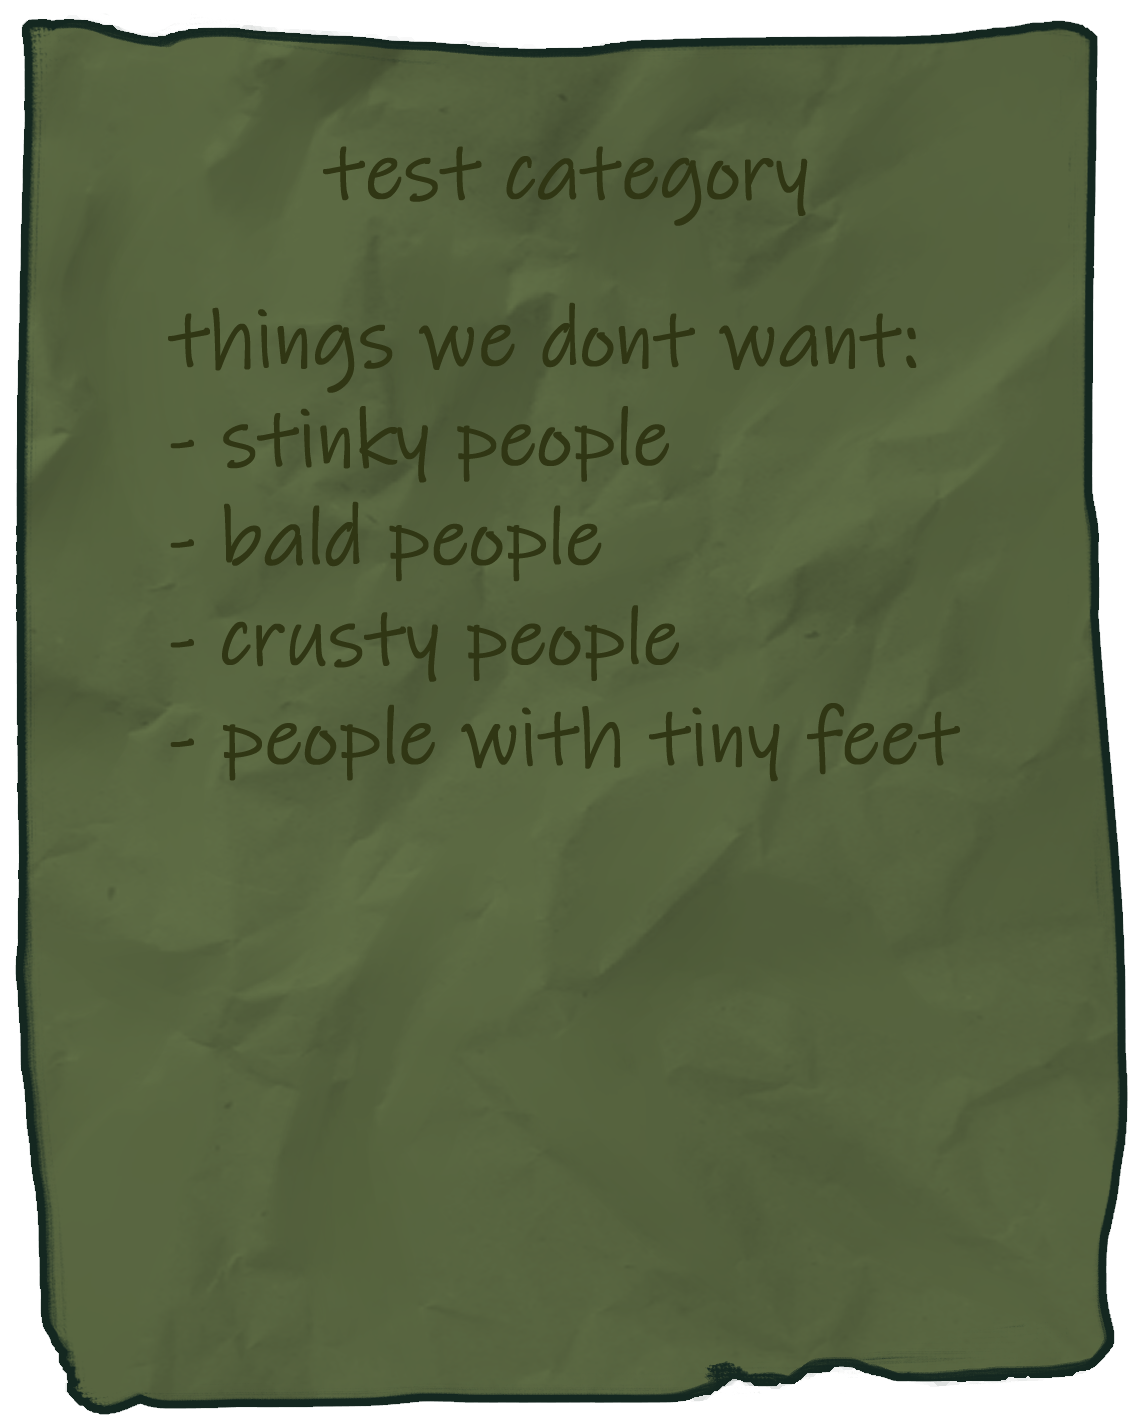 test category
things we dont want:
- stinky people
- bald people
- crusty people
- people with tiny feet